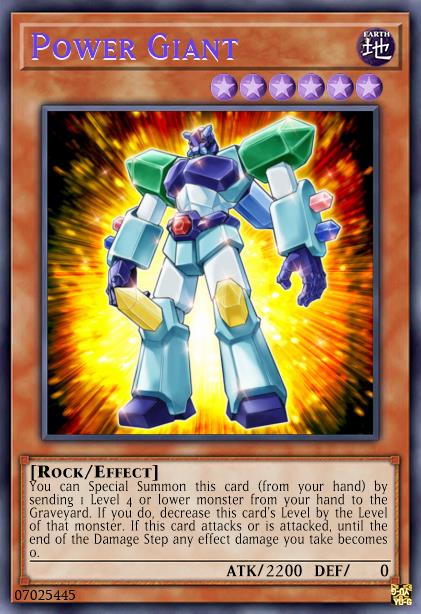 Power Giant
EARTH
地
[Rock/Effect]
You can Special Summon this card (from your hand) by
sending 1 Level 4 or lower monster from your hand to the
Graveyard. If you do, decrease this card's Level by the Level
of that monster. If this card attacks or is attacked, until the
end of the Damage Step any effect damage you take becomes
0.
ATK/2200 DEF/ 0
07025445